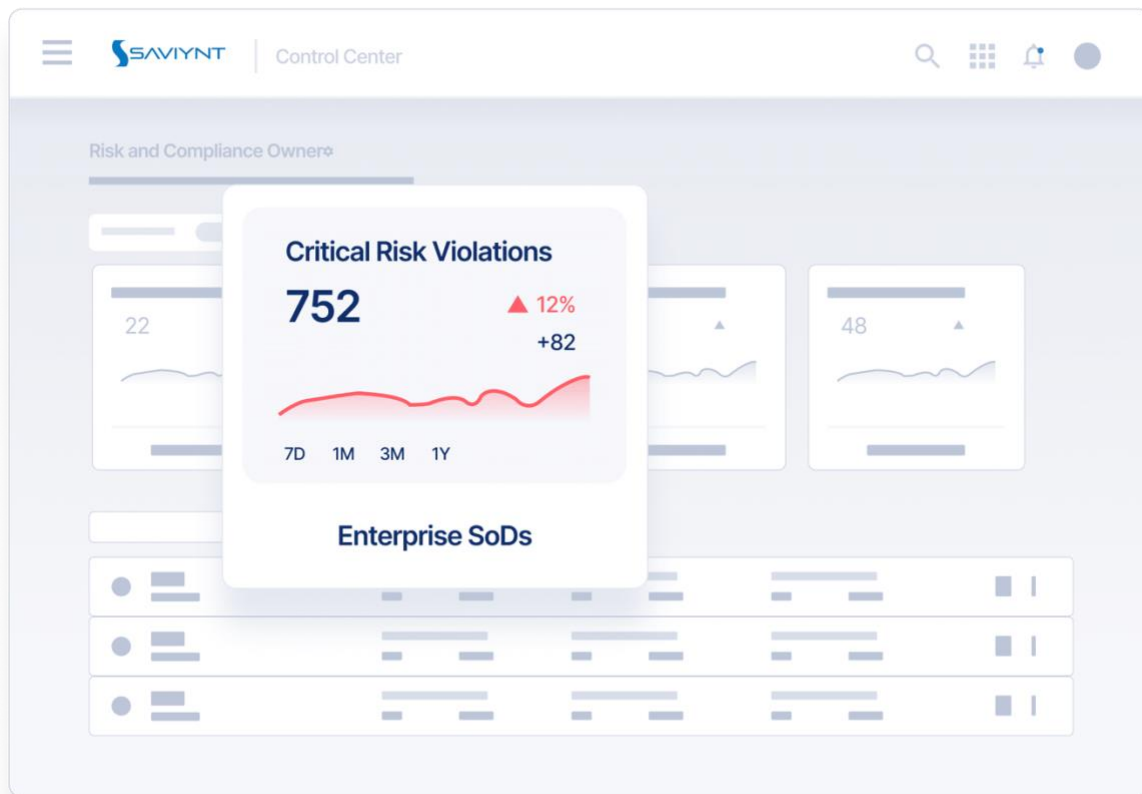 SAVIYNT
Control Center
Risk and Compliance Owner
Critical Risk Violations
752
▲ 12%
+82
7D 1M 3M 1Y
Enterprise SoDs
22
48